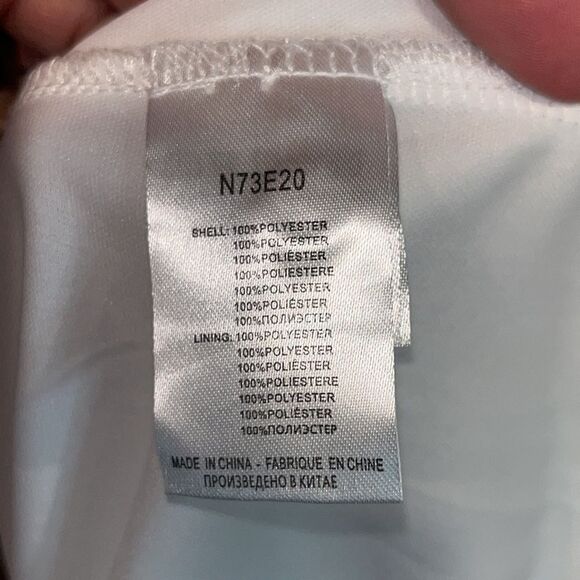 N73E20
SHELL: 100%POLYESTER
100%POLYESTER
100%POLIÉSTER
100%POLIESTERE
100%POLYESTER
100%POLIÉSTER
100%ПОЛИЭСТЕР
LINING: 100%POLYESTER
100%POLYESTER
100%POLIÉSTER
100%POLIESTERE
100%POLYESTER
100%POLIÉSTER
100%ПОЛИЭСТЕР
MADE IN CHINA - FABRIQUE EN CHINE
ПРОИЗВЕДЕНО В КИТАЕ